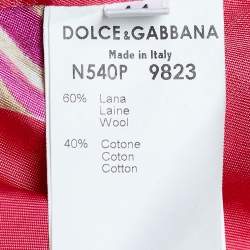 DOLCE&GABBANA
Made in Italy
N540P 9823
60% Lana
Laine
Wool
40% Cotone
Coton
Cotton